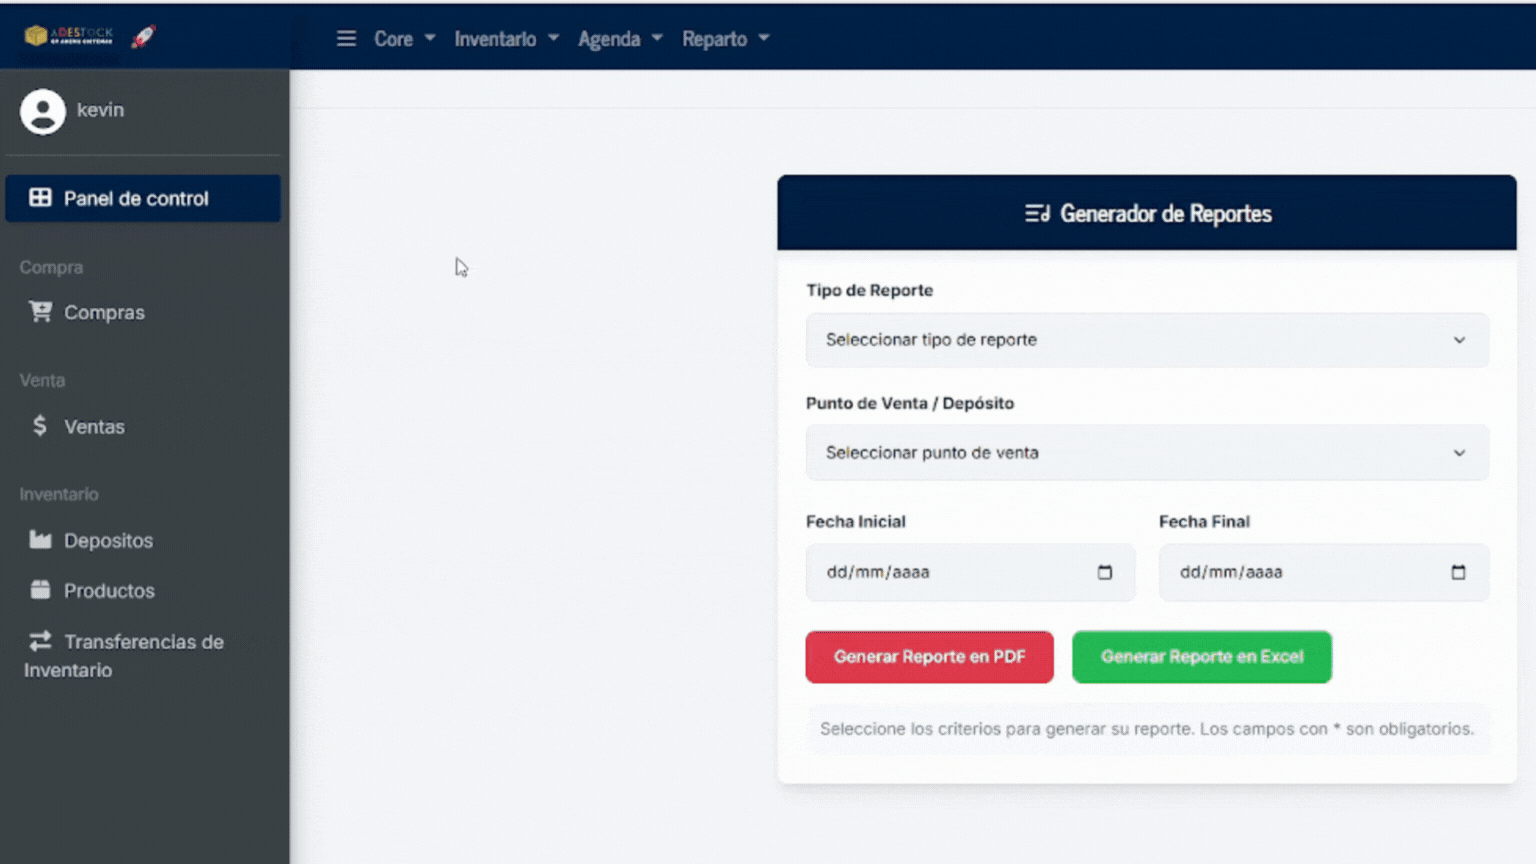 ADESTOCK
Core
Inventario
Agenda
Reparto
kevin
Panel de control
Compra
Compras
Venta
Ventas
Inventario
Depositos
Productos
Transferencias de
Inventario
Generador de Reportes
Tipo de Reporte
Seleccionar tipo de reporte
Punto de Venta / Depósito
Seleccionar punto de venta
Fecha Inicial
Fecha Final
dd/mm/aaaa
dd/mm/aaaa
Generar Reporte en PDF
Generar Reporte en Excel
Seleccione los criterios para generar su reporte. Los campos con * son obligatorios.